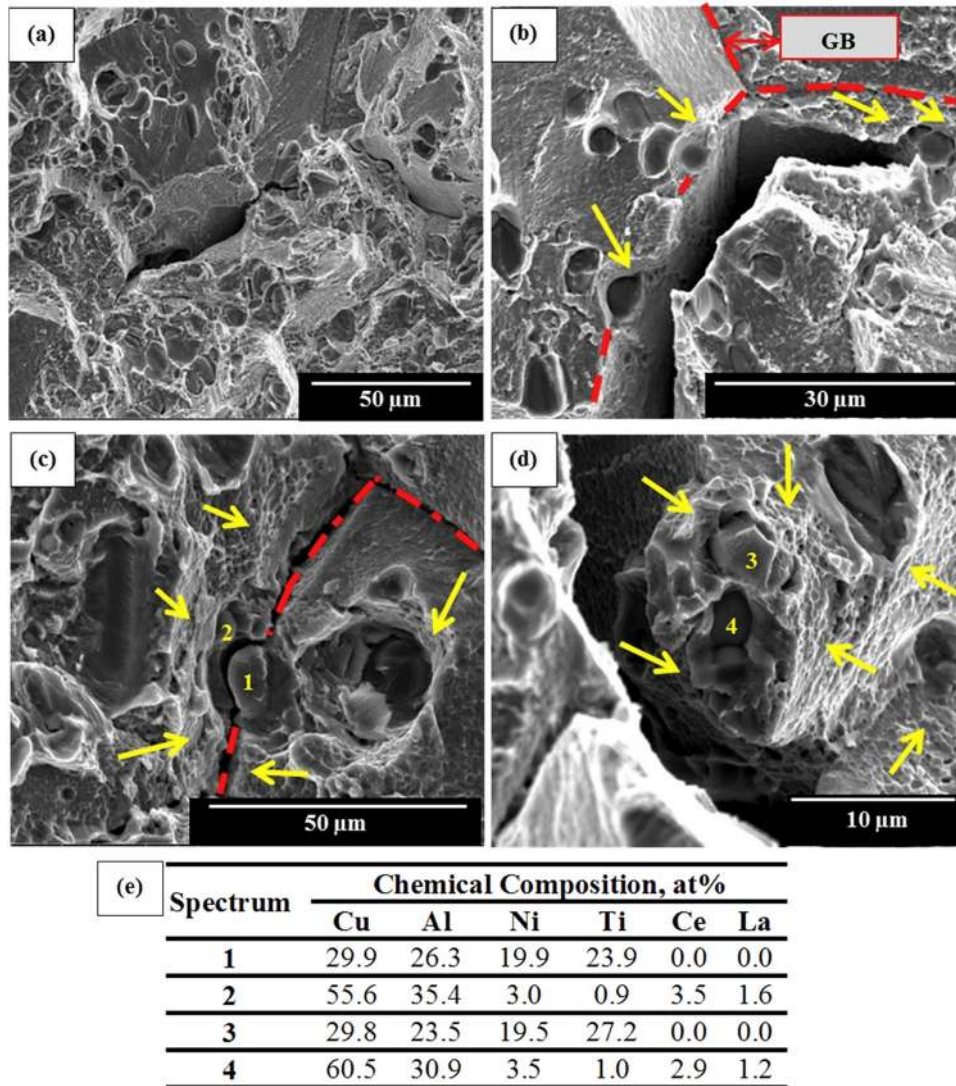 (a)
50 µm
(b)
GB
30 µm
(c)
2
1
50 µm
(d)
3
4
10 µm
(e)
Spectrum Chemical Composition, at%
Cu Al Ni Ti Ce La
1 29.9 26.3 19.9 23.9 0.0 0.0
2 55.6 35.4 3.0 0.9 3.5 1.6
3 29.8 23.5 19.5 27.2 0.0 0.0
4 60.5 30.9 3.5 1.0 2.9 1.2